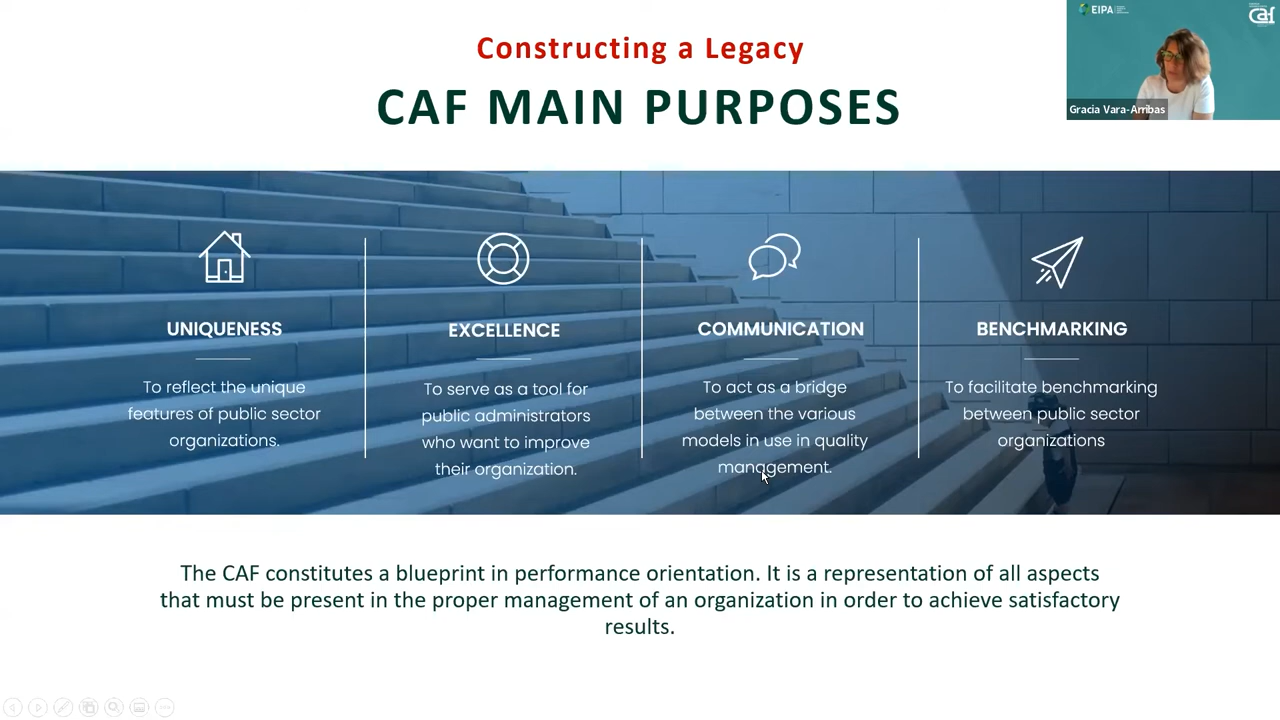 Constructing a Legacy
CAF MAIN PURPOSES
EIPA
caf
Gracia Vara-Arribas
UNIQUENESS
To reflect the unique
features of public sector
organizations.
EXCELLENCE
To serve as a tool for
public administrators
who want to improve
their organization.
COMMUNICATION
To act as a bridge
between the various
models in use in quality
management.
BENCHMARKING
To facilitate benchmarking
between public sector
organizations
The CAF constitutes a blueprint in performance orientation. It is a representation of all aspects
that must be present in the proper management of an organization in order to achieve satisfactory
results.